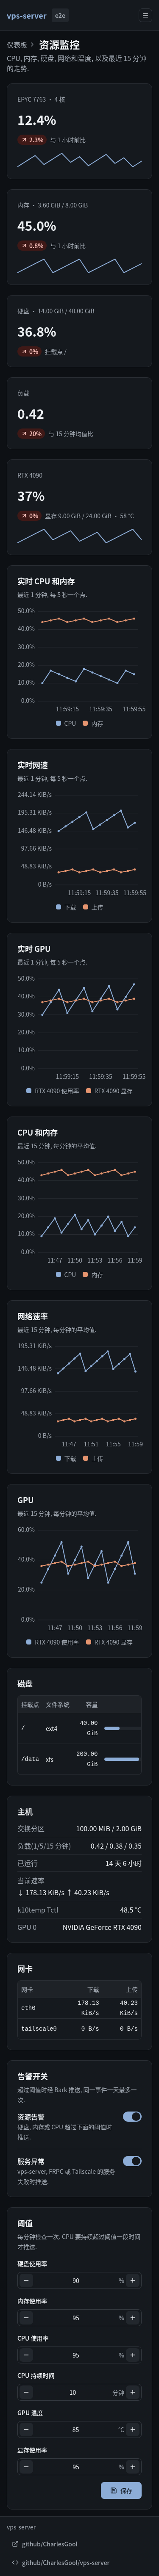 vps-server e2e
仪表板 › 资源监控
CPU, 内存, 硬盘, 网络和温度, 以及最近 15 分钟
的走势.
EPYC 7763 • 4 核
12.4%
2.3% 与 1 小时前比
内存 • 3.60 GiB / 8.00 GiB
45.0%
0.8% 与 1 小时前比
硬盘 • 14.00 GiB / 40.00 GiB
36.8%
0% 挂载点 /
负载
0.42
20% 与 15 分钟均值比
RTX 4090
37%
0% 显存 9.00 GiB / 24.00 GiB • 58 °C
实时 CPU 和内存
最近 1 分钟, 每 5 秒一个点.
50.0%
40.0%
30.0%
20.0%
10.0%
0.0%
11:59:15 11:59:35 11:59:55
CPU 内存
实时网速
最近 1 分钟, 每 5 秒一个点.
244.14 KiB/s
195.31 KiB/s
146.48 KiB/s
97.66 KiB/s
48.83 KiB/s
0 B/s
11:59:15 11:59:35 11:59:55
下载 上传
实时 GPU
最近 1 分钟, 每 5 秒一个点.
50.0%
40.0%
30.0%
20.0%
10.0%
0.0%
11:59:15 11:59:35 11:59:55
RTX 4090 使用率 RTX 4090 显存
CPU 和内存
最近 15 分钟, 每分钟的平均值.
50.0%
40.0%
30.0%
20.0%
10.0%
0.0%
11:47 11:50 11:53 11:56 11:59
CPU 内存
网络速率
最近 15 分钟, 每分钟的平均值.
195.31 KiB/s
146.48 KiB/s
97.66 KiB/s
48.83 KiB/s
0 B/s
11:47 11:51 11:55 11:59
下载 上传
GPU
最近 15 分钟, 每分钟的平均值.
60.0%
40.0%
20.0%
0.0%
11:47 11:50 11:53 11:56 11:59
RTX 4090 使用率 RTX 4090 显存
磁盘
挂载点 文件系统 容量
/ ext4 40.00 GiB
/data xfs 200.00 GiB
主机
交换分区 100.00 MiB / 2.00 GiB
负载(1/5/15 分钟) 0.42 / 0.38 / 0.35
已运行 14 天 6 小时
当前速率
↓ 178.13 KiB/s ↑ 40.23 KiB/s
k10temp Tctl 48.5 °C
GPU 0 NVIDIA GeForce RTX 4090
网卡
网卡 下载 上传
eth0 178.13 KiB/s 40.23 KiB/s
tailscale0 0 B/s 0 B/s
告警开关
超过阈值时经 Bark 推送, 同一事件一天最多一
次.
资源告警
硬盘, 内存或 CPU 超过下面的阈值时
推送.
服务异常
vps-server, FRPC 或 Tailscale 的服务
失败时推送.
阈值
每分钟检查一次. CPU 要持续超过阈值一段时间
才推送.
硬盘使用率
− 90 % +
内存使用率
− 95 % +
CPU 使用率
− 95 % +
CPU 持续时间
− 10 分钟 +
GPU 温度
− 85 °C +
显存使用率
− 95 % +
保存
vps-server
github/CharlesGool
github/CharlesGool/vps-server